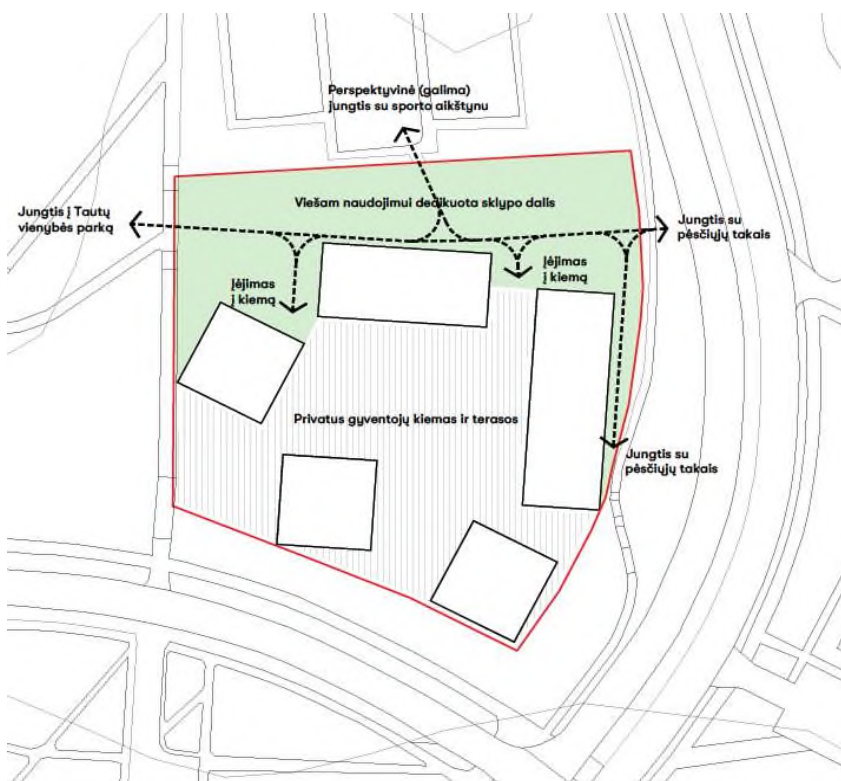 Perspektyvinė (galima)
jungtis su sporto aikštynu
Viešam naudojimui dedikuota sklypo dalis
Jungtis į Tautų
vienybės parką
Jungtis su
pėsčiųjų takais
Įėjimas
į kiemą
Įėjimas
į kiemą
Privatus gyventojų kiemas ir terasos
Jungtis su
pėsčiųjų takais